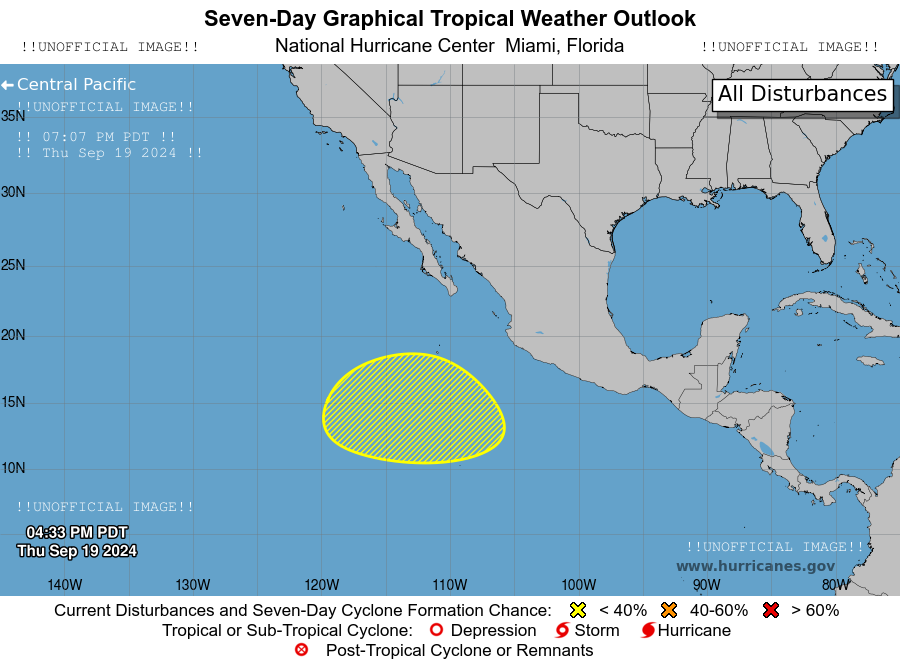 Seven-Day Graphical Tropical Weather Outlook
!!UNOFFICIAL IMAGE!! National Hurricane Center Miami, Florida !!UNOFFICIAL IMAGE!!
Central Pacific
All Disturbances
!!UNOFFICIAL IMAGE!!
35N
!! 07:07 PM PDT !!
!! Thu Sep 19 2024 !!
30N
25N
20N
15N
10N
!!UNOFFICIAL IMAGE!!
04:33 PM PDT
Thu Sep 19 2024
!!UNOFFICIAL IMAGE!!
www.hurricanes.gov
140W 130W 120W 110W 100W 90W 80W
Current Disturbances and Seven-Day Cyclone Formation Chance: < 40% 40-60% > 60%
Tropical or Sub-Tropical Cyclone: Depression Storm Hurricane
Post-Tropical Cyclone or Remnants